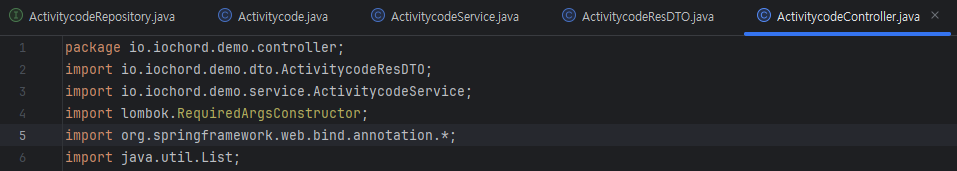 ActivitycodeRepository.java Activitycode.java ActivitycodeService.java ActivitycodeResDTO.java ActivitycodeController.java
1 package io.iochord.demo.controller;
2 import io.iochord.demo.dto.ActivitycodeResDTO;
3 import io.iochord.demo.service.ActivitycodeService;
4 import lombok.RequiredArgsConstructor;
5 import org.springframework.web.bind.annotation.*;
6 import java.util.List;